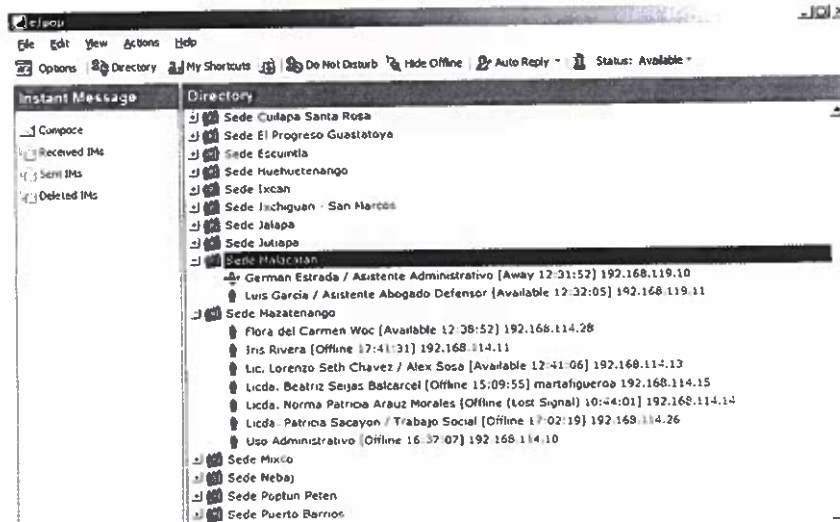 e/pop
File Edit View Actions Help
Options Directory My Shortcuts Do Not Disturb Hide Offline Auto Reply Status: Available
Instant Message
Directory
Compose
Received IMs
Sent IMs
Deleted IMs
Sede Cuilapa Santa Rosa
Sede El Progreso Guastatoya
Sede Escuintla
Sede Huehuetenango
Sede Ixcan
Sede Ixchiguan - San Marcos
Sede Jalapa
Sede Jutiapa
Sede Malacatan
German Estrada / Asistente Administrativo [Away 12:31:52] 192.168.119.10
Luis Garcia / Asistente Abogado Defensor [Available 12:32:05] 192.168.119.11
Sede Mazatenango
Flora del Carmen Woc [Available 12:38:52] 192.168.114.28
Iris Rivera [Offline 17:41:31] 192.168.114.11
Lic. Lorenzo Seth Chavez / Alex Sosa [Available 12:41:06] 192.168.114.13
Licda. Beatriz Seijas Balcarcel [Offline 15:09:55] martafigueroa 192.168.114.15
Licda. Norma Patricia Arauz Morales [Offline (Lost Signal) 10:44:01] 192.168.114.14
Licda. Patricia Sacayon / Trabajo Social [Offline 17:02:19] 192.168.114.26
Uso Administrativo [Offline 16:37:07] 192.168.114.10
Sede Mixco
Sede Nebaj
Sede Poptun Peten
Sede Puerto Barrios